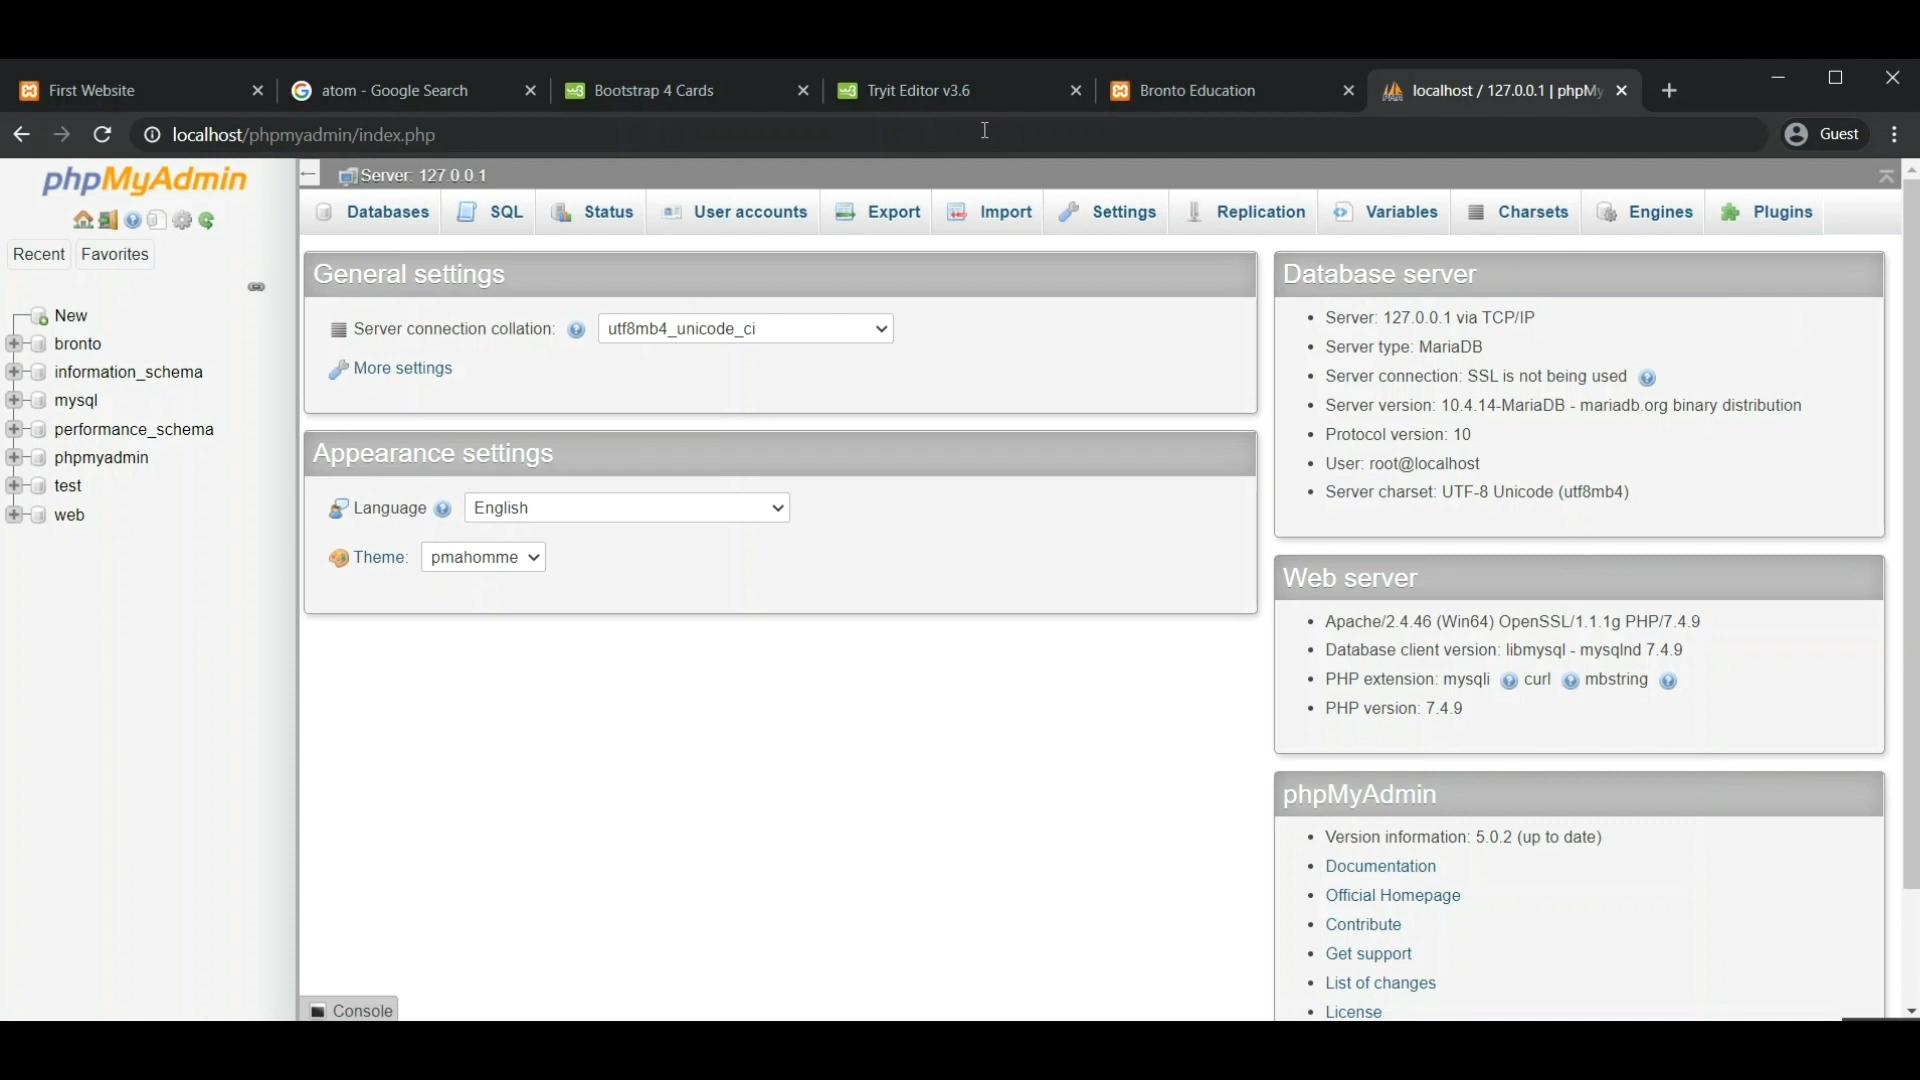 First Website
atom - Google Search
Bootstrap 4 Cards
Tryit Editor v3.6
Bronto Education
localhost / 127.0.0.1 | phpMy
localhost/phpmyadmin/index.php
Guest
phpMyAdmin
Recent Favorites
New
bronto
information_schema
mysql
performance_schema
phpmyadmin
test
web
Server: 127.0.0.1
Databases SQL Status User accounts Export Import Settings Replication Variables Charsets Engines Plugins
General settings
Server connection collation: utf8mb4_unicode_ci
More settings
Appearance settings
Language English
Theme: pmahomme
Database server
• Server: 127.0.0.1 via TCP/IP
• Server type: MariaDB
• Server connection: SSL is not being used
• Server version: 10.4.14-MariaDB - mariadb.org binary distribution
• Protocol version: 10
• User: root@localhost
• Server charset: UTF-8 Unicode (utf8mb4)
Web server
• Apache/2.4.46 (Win64) OpenSSL/1.1.1g PHP/7.4.9
• Database client version: libmysql - mysqlnd 7.4.9
• PHP extension: mysqli curl mbstring
• PHP version: 7.4.9
phpMyAdmin
• Version information: 5.0.2 (up to date)
• Documentation
• Official Homepage
• Contribute
• Get support
• List of changes
• License
Console